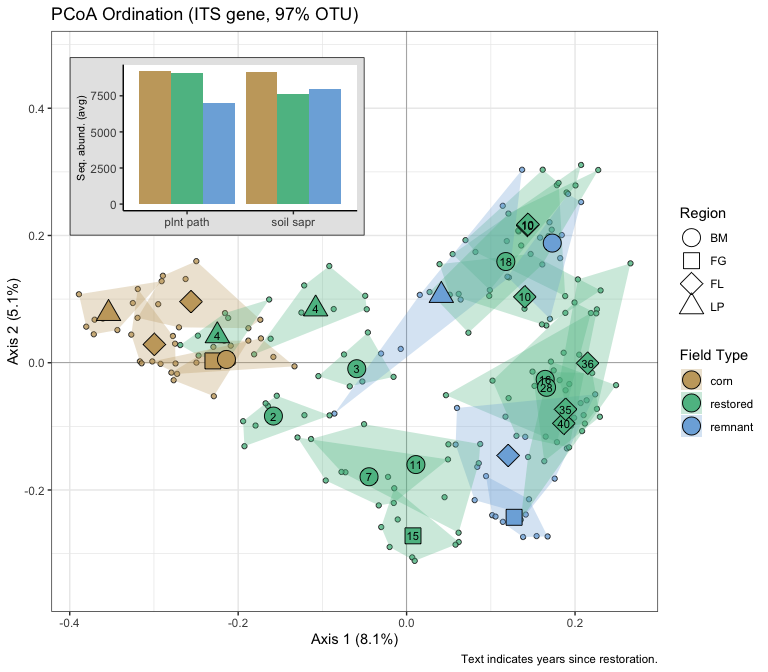 PCoA Ordination (ITS gene, 97% OTU)
Axis 2 (5.1%)
0.4
0.2
0.0
-0.2
Seq. abund. (avg)
7500
5000
2500
0
plnt path
soil sapr
10
18
10
4
4
3
36
16
28
35
40
2
11
7
15
-0.4
-0.2
0.0
0.2
Axis 1 (8.1%)
Text indicates years since restoration.
Region
BM
FG
FL
LP
Field Type
corn
restored
remnant